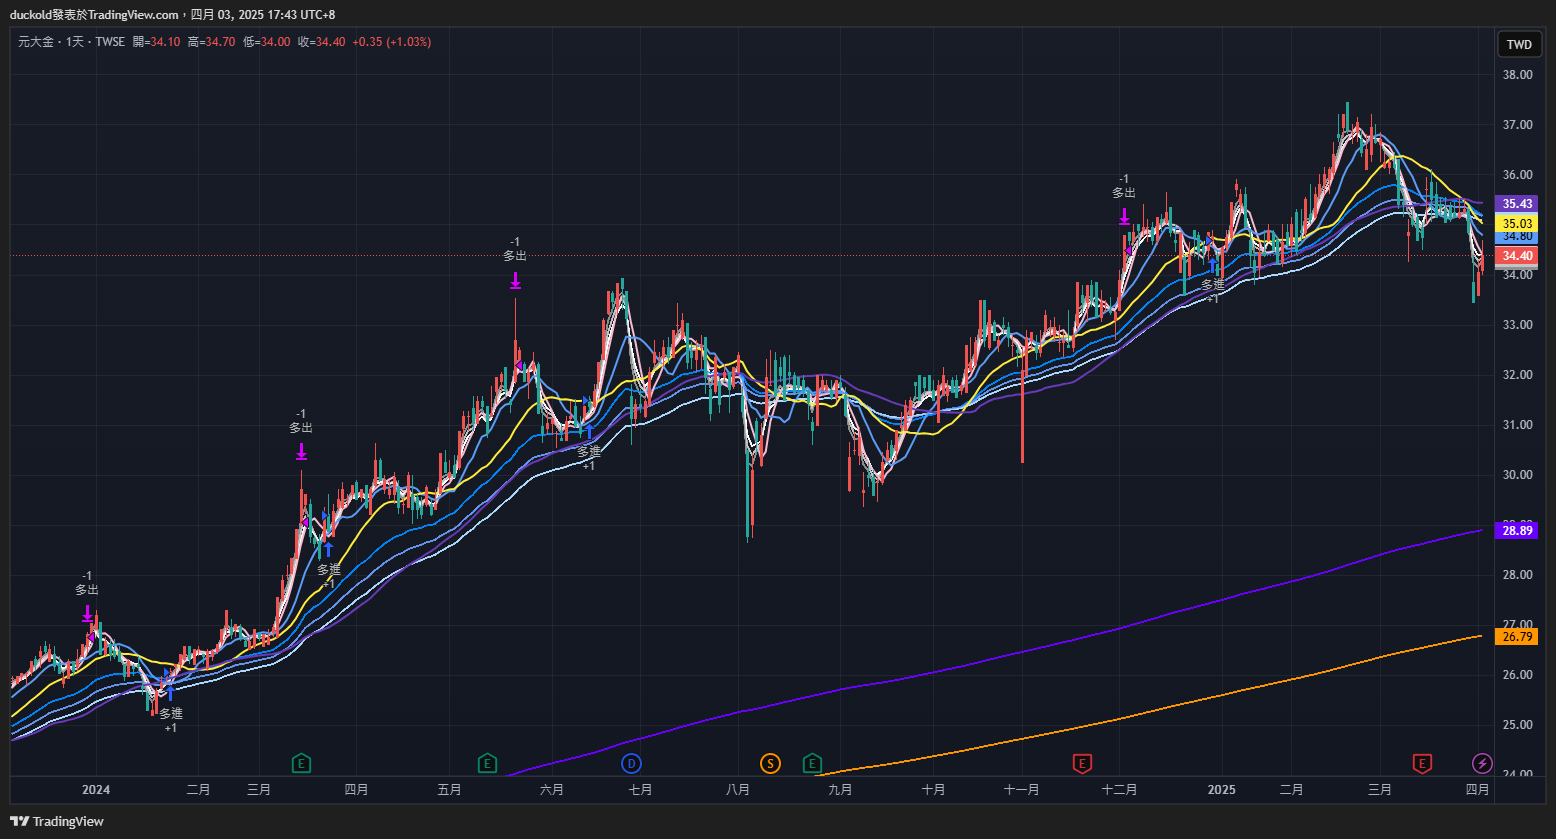 duckold發表於TradingView.com，四月 03, 2025 17:43 UTC+8
元大金・1天・TWSE 開=34.10 高=34.70 低=34.00 收=34.40 +0.35 (+1.03%)
TWD
38.00
37.00
36.00
35.43
35.03
34.80
34.40
34.00
33.00
32.00
31.00
30.00
28.89
28.00
27.00
26.79
26.00
25.00
24.00
-1
多出
-1
多出
-1
多出
-1
多出
多進
+1
多進
+1
多進
+1
多進
+1
E
E
D
S
E
E
E
2024
二月
三月
四月
五月
六月
七月
八月
九月
十月
十一月
十二月
2025
二月
三月
四月
TradingView